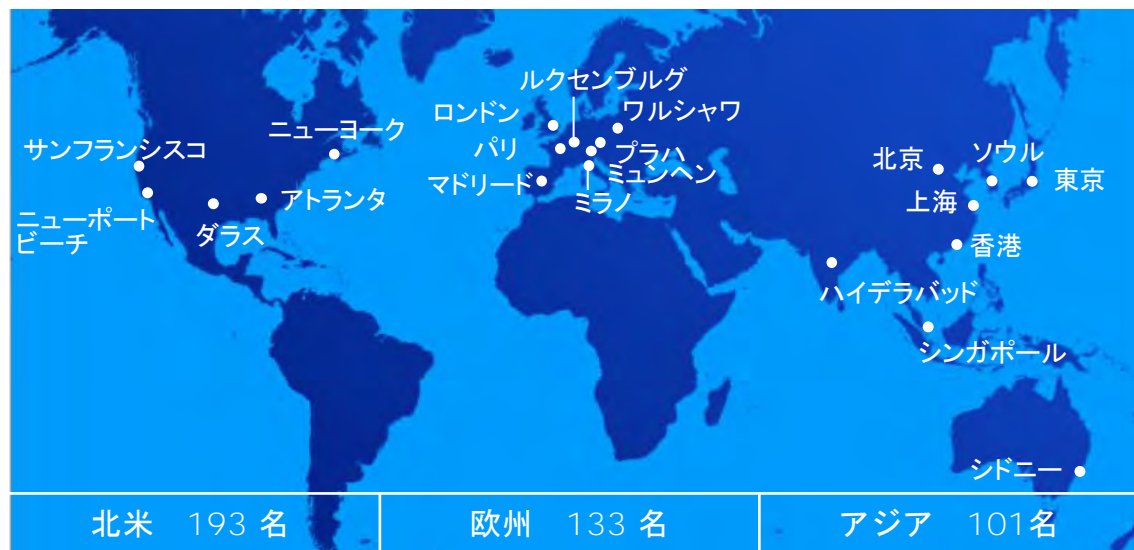 ルクセンブルグ
ロンドン
ワルシャワ
ニューヨーク
パリ
プラハ
サンフランシスコ
ミュンヘン
マドリード
ミラノ
北京
ソウル
東京
アトランタ
上海
ニューポート
ビーチ
ダラス
香港
ハイデラバッド
シンガポール
シドニー
北米 193 名
欧州 133 名
アジア 101名